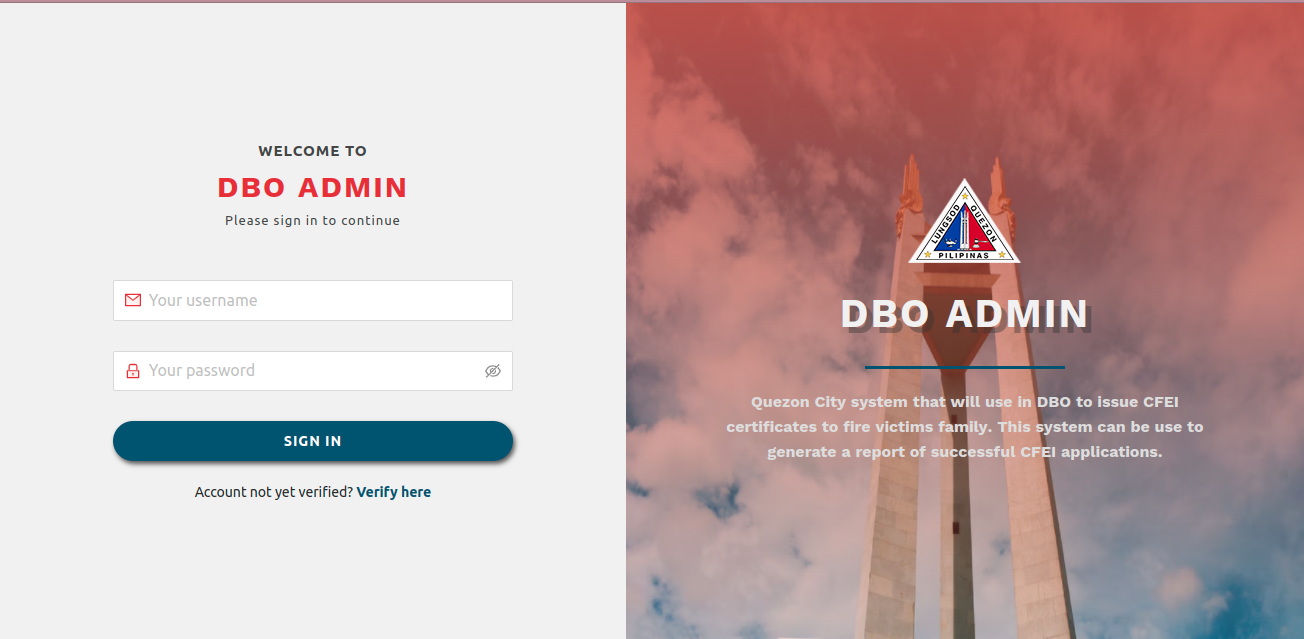 WELCOME TO
DBO ADMIN
Please sign in to continue
Your username
Your password
SIGN IN
Account not yet verified? Verify here
LUNGSOD QUEZON
PILIPINAS
DBO ADMIN
Quezon City system that will use in DBO to issue CFEI
certificates to fire victims family. This system can be use to
generate a report of successful CFEI applications.